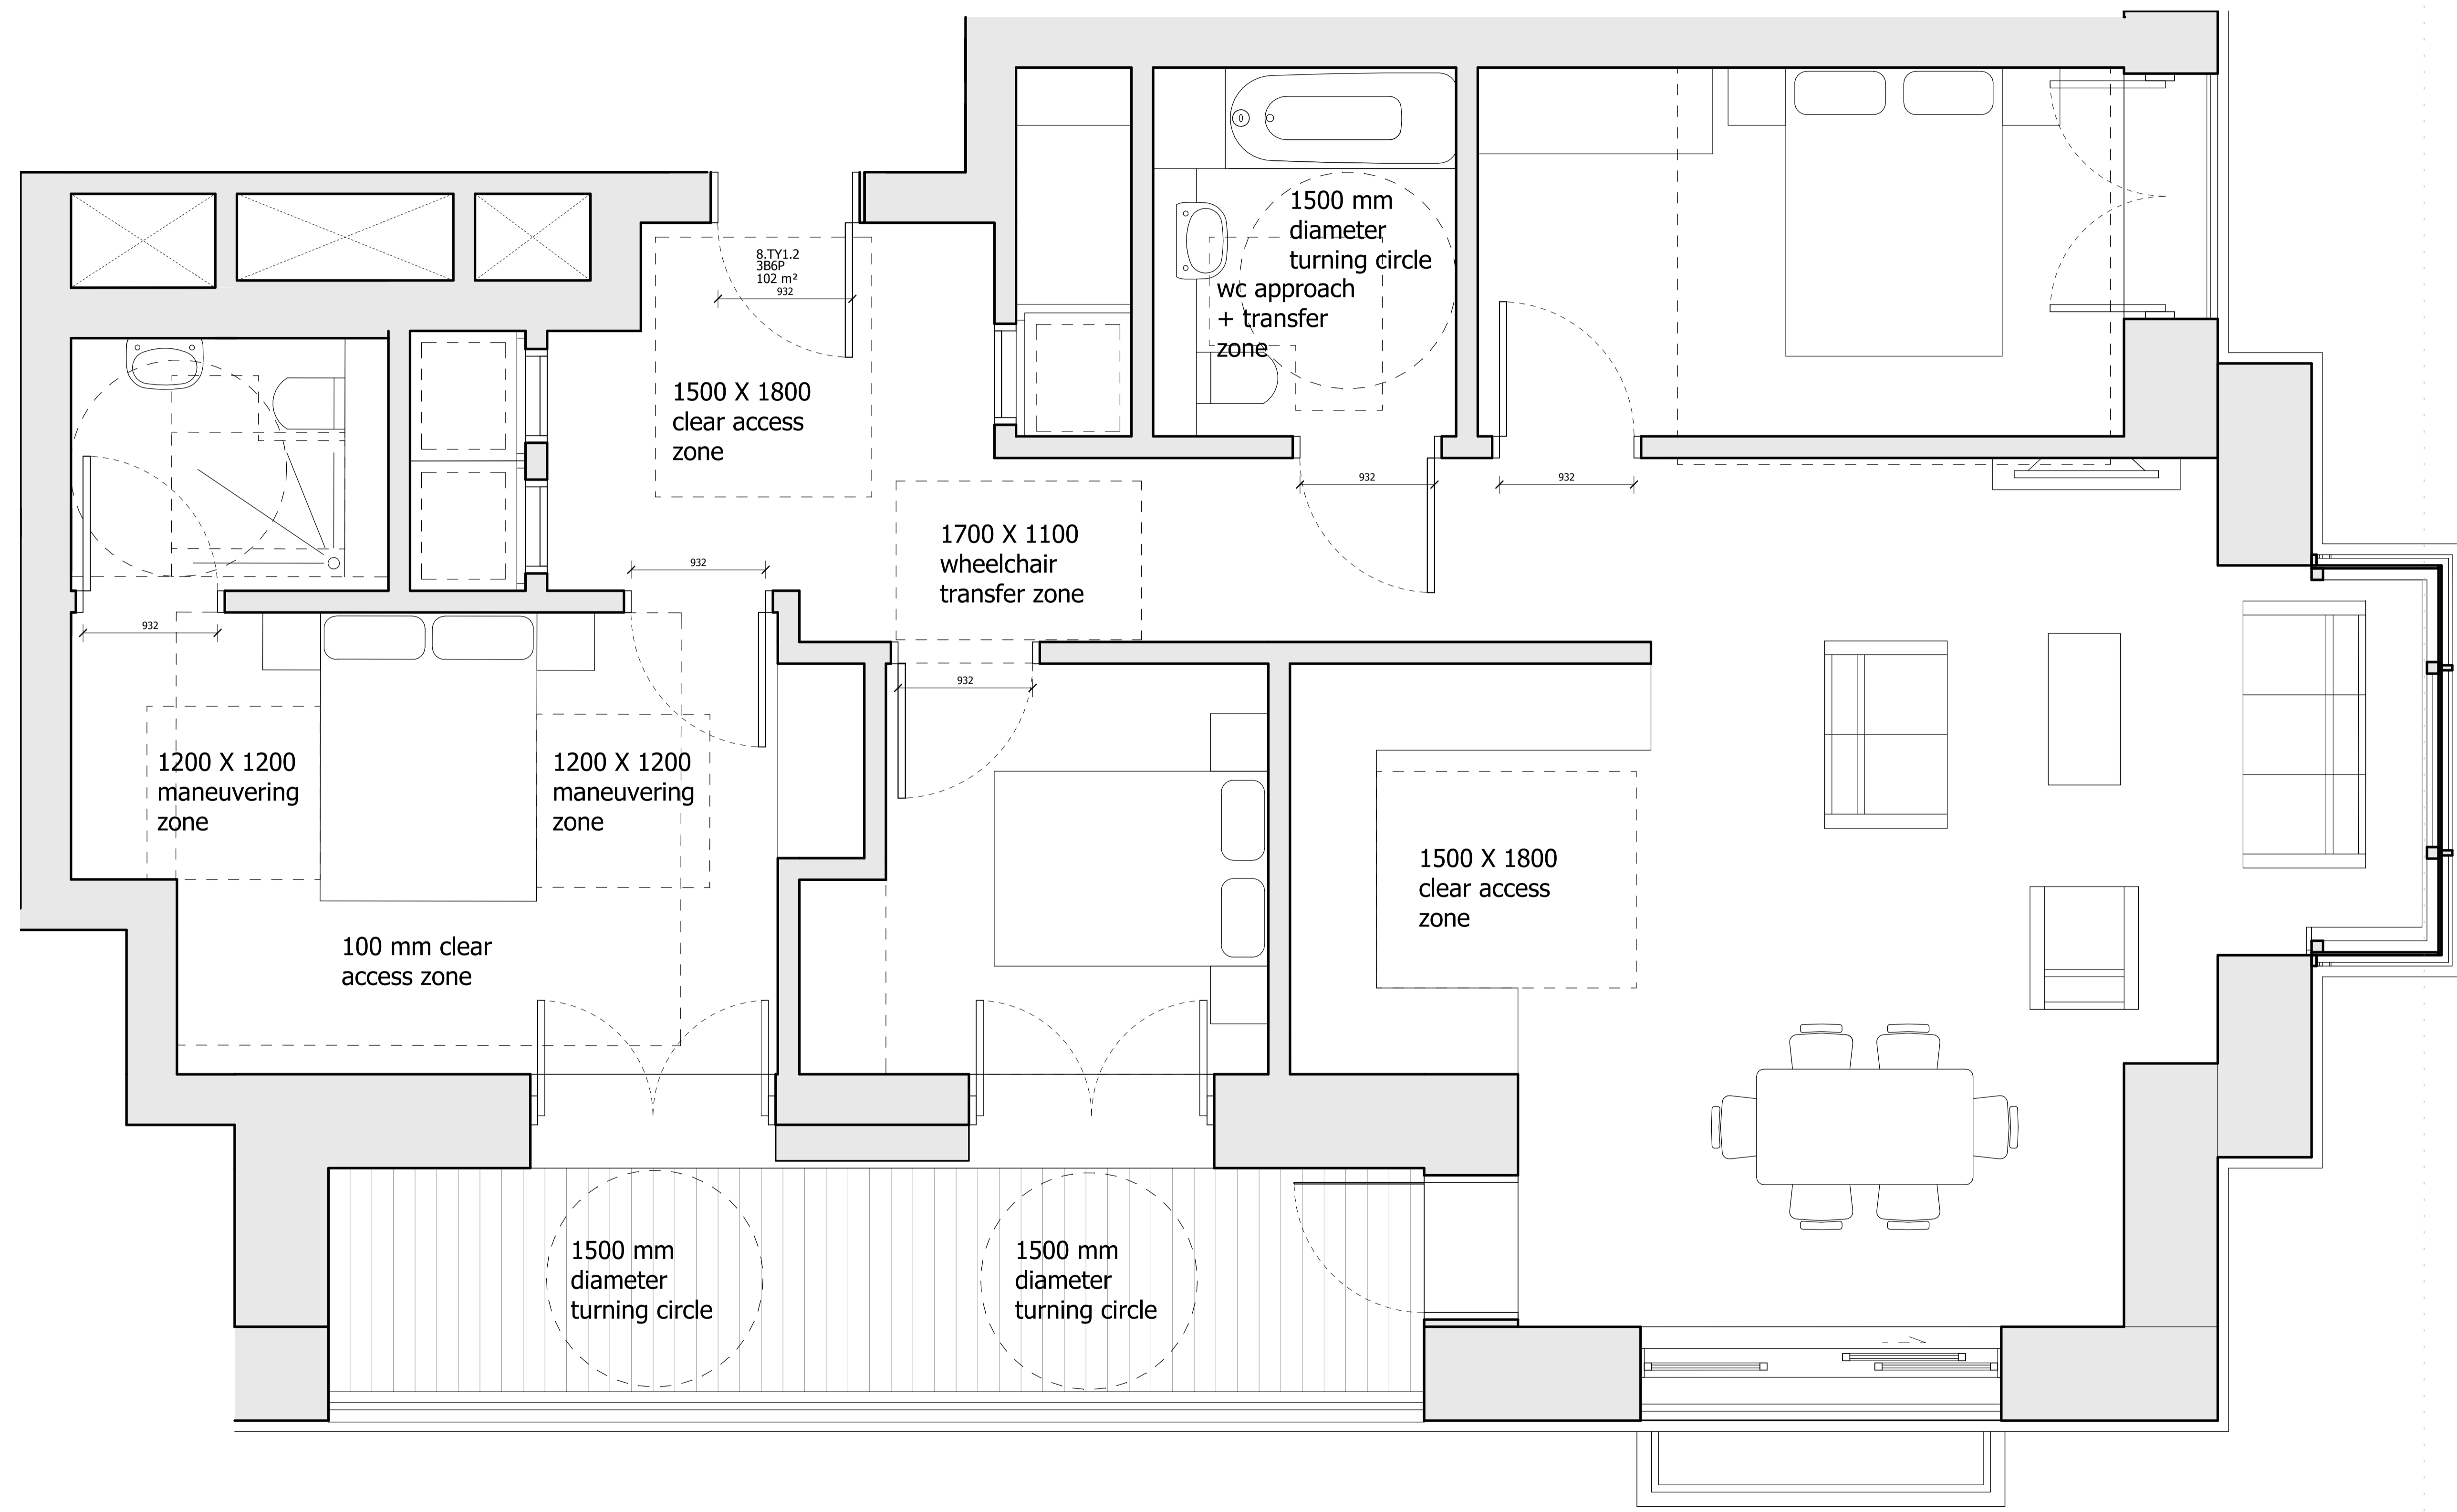 1500 mm
diameter
turning circle
wc approach
+ transfer
zone
8.TY1.2
3B6P
102 m²
932
1500 X 1800
clear access
zone
932
932
1700 X 1100
wheelchair
transfer zone
932
932
932
1200 X 1200
maneuvering
zone
1200 X 1200
maneuvering
zone
1500 X 1800
clear access
zone
100 mm clear
access zone
1500 mm
diameter
turning circle
1500 mm
diameter
turning circle